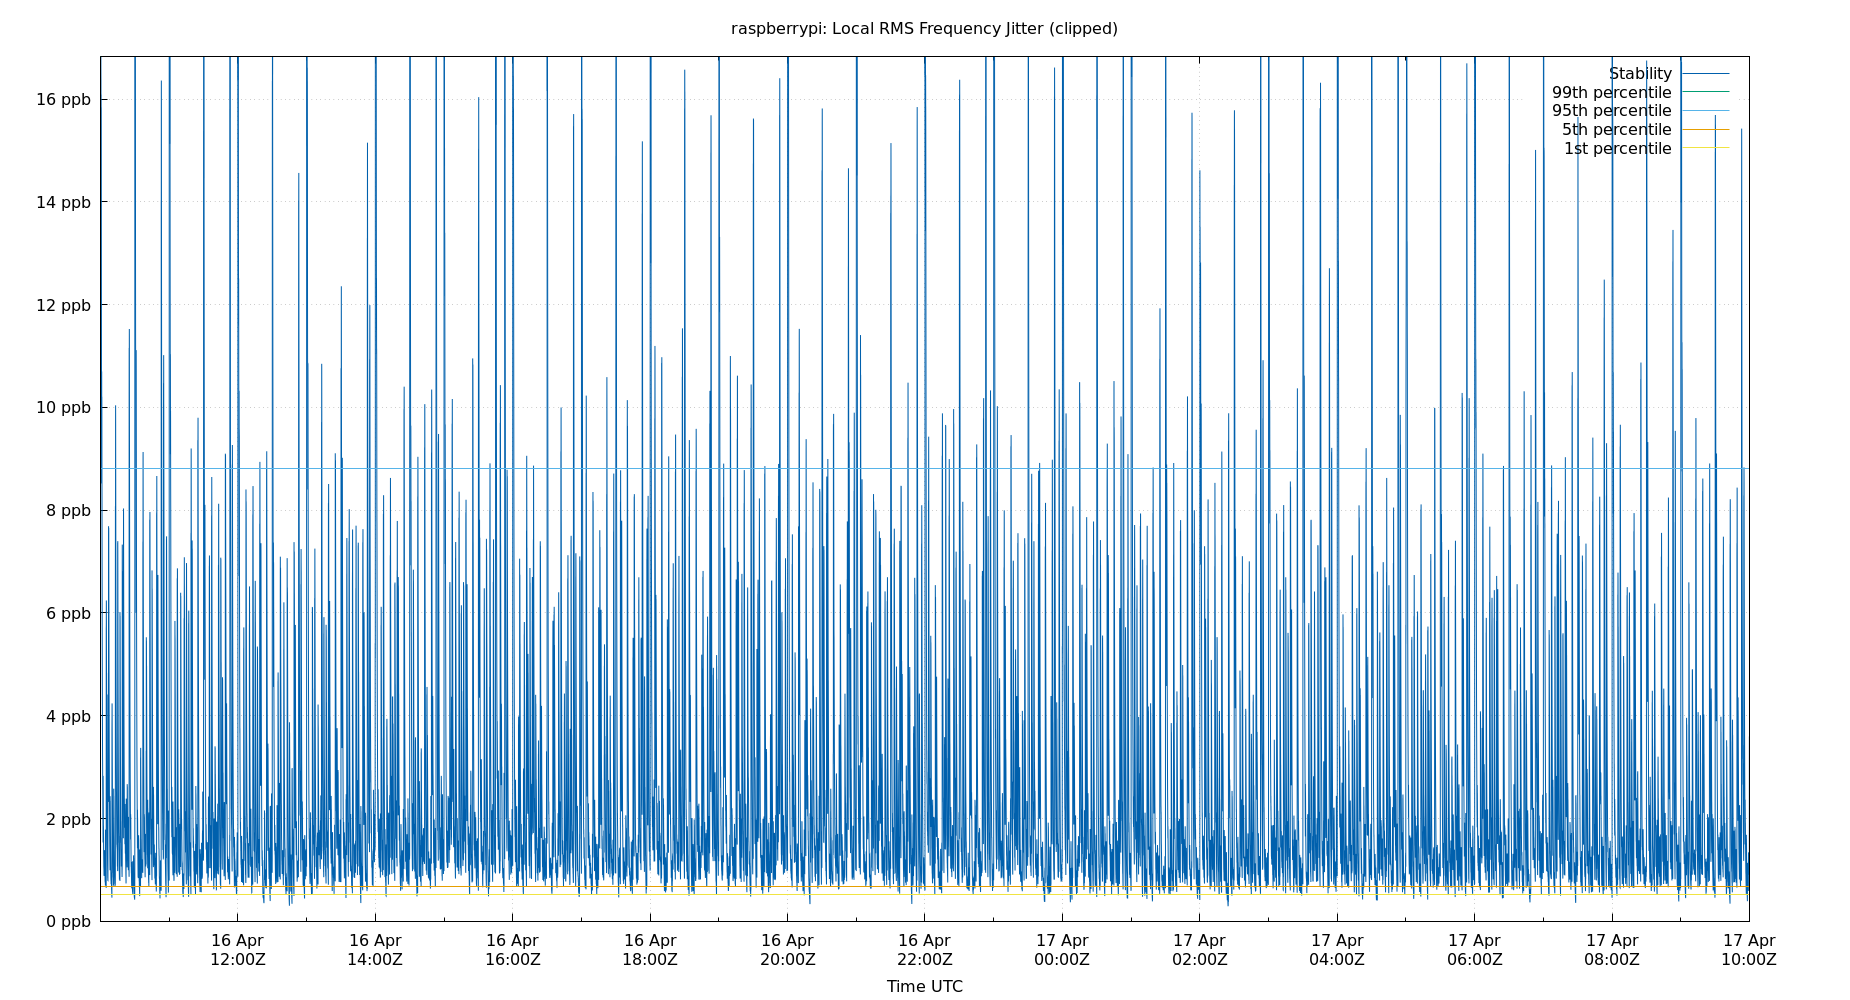 raspberrypi: Local RMS Frequency Jitter (clipped)
Stability
99th percentile
95th percentile
5th percentile
1st percentile
16 ppb
14 ppb
12 ppb
10 ppb
8 ppb
6 ppb
4 ppb
2 ppb
0 ppb
16 Apr 16 Apr 16 Apr 16 Apr 16 Apr 16 Apr 17 Apr 17 Apr 17 Apr 17 Apr 17 Apr 17 Apr
12:00Z 14:00Z 16:00Z 18:00Z 20:00Z 22:00Z 00:00Z 02:00Z 04:00Z 06:00Z 08:00Z 10:00Z
Time UTC